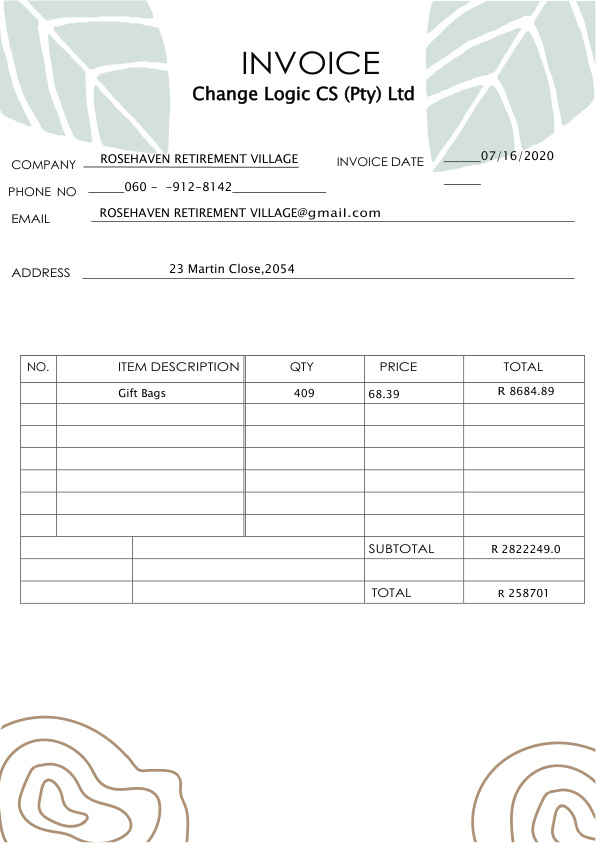 INVOICE
Change Logic CS (Pty) Ltd
COMPANY ROSEHAVEN RETIREMENT VILLAGE INVOICE DATE 07/16/2020
PHONE NO 060 - -912-8142
EMAIL ROSEHAVEN RETIREMENT VILLAGE@gmail.com
ADDRESS 23 Martin Close,2054
NO. ITEM DESCRIPTION QTY PRICE TOTAL
Gift Bags 409 68.39 R 8684.89
SUBTOTAL R 2822249.0
TOTAL R 258701